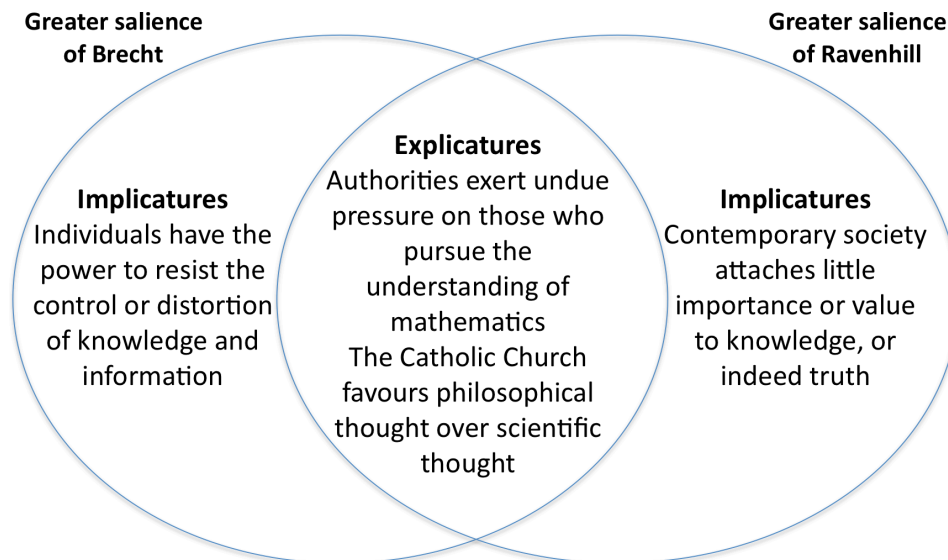 Greater salience
of Brecht
Greater salience
of Ravenhill
Implicatures
Individuals have the
power to resist the
control or distortion
of knowledge and
information
Explicatures
Authorities exert undue
pressure on those who
pursue the
understanding of
mathematics
The Catholic Church
favours philosophical
thought over scientific
thought
Implicatures
Contemporary society
attaches little
importance or value
to knowledge, or
indeed truth